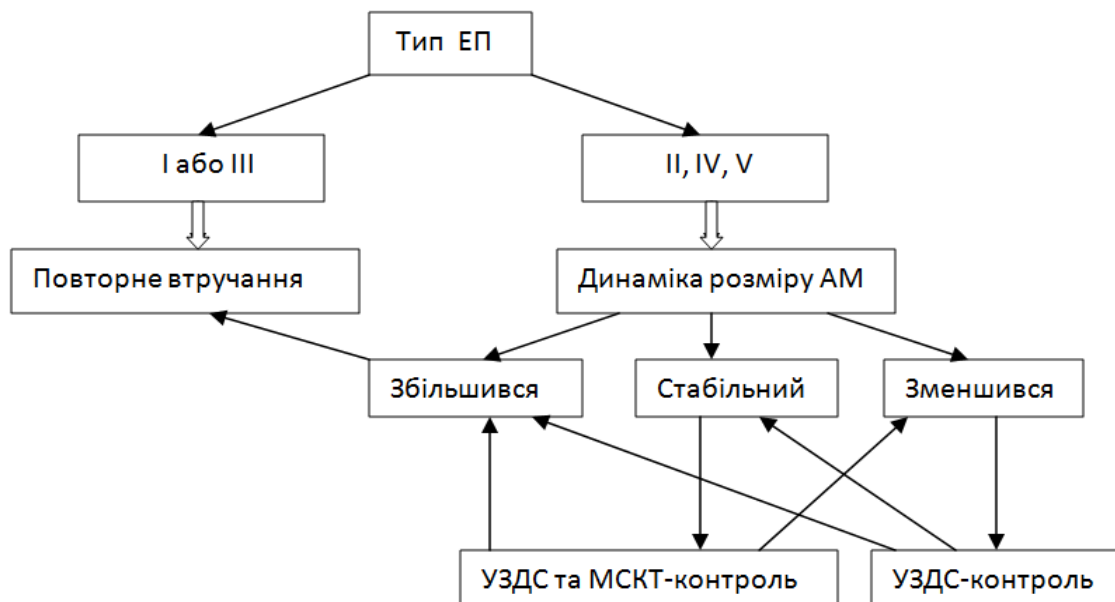 Тип ЕП
І або ІІІ
ІІ, IV, V
Повторне втручання
Динаміка розміру АМ
Збільшився
Стабільний
Зменшився
УЗДС та МСКТ-контроль
УЗДС-контроль